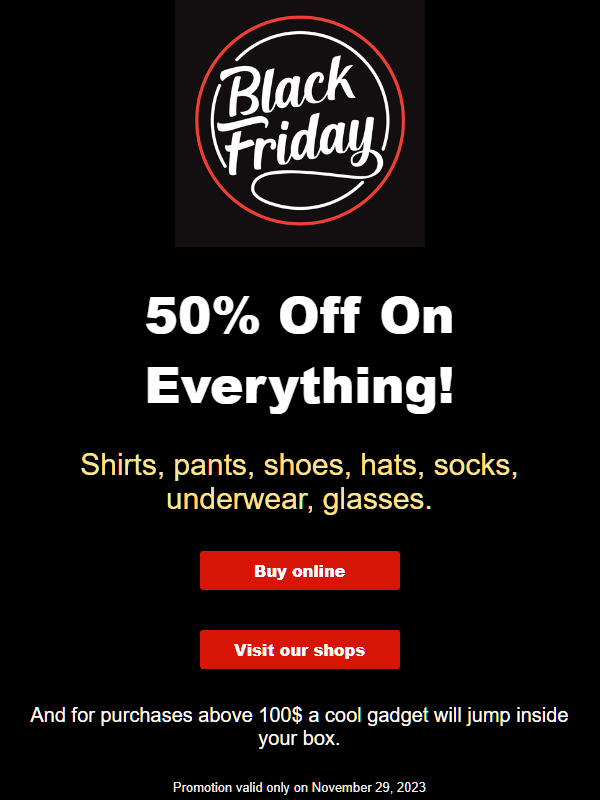 Black
Friday
50% Off On
Everything!
Shirts, pants, shoes, hats, socks,
underwear, glasses.
Buy online
Visit our shops
And for purchases above 100$ a cool gadget will jump inside
your box.
Promotion valid only on November 29, 2023